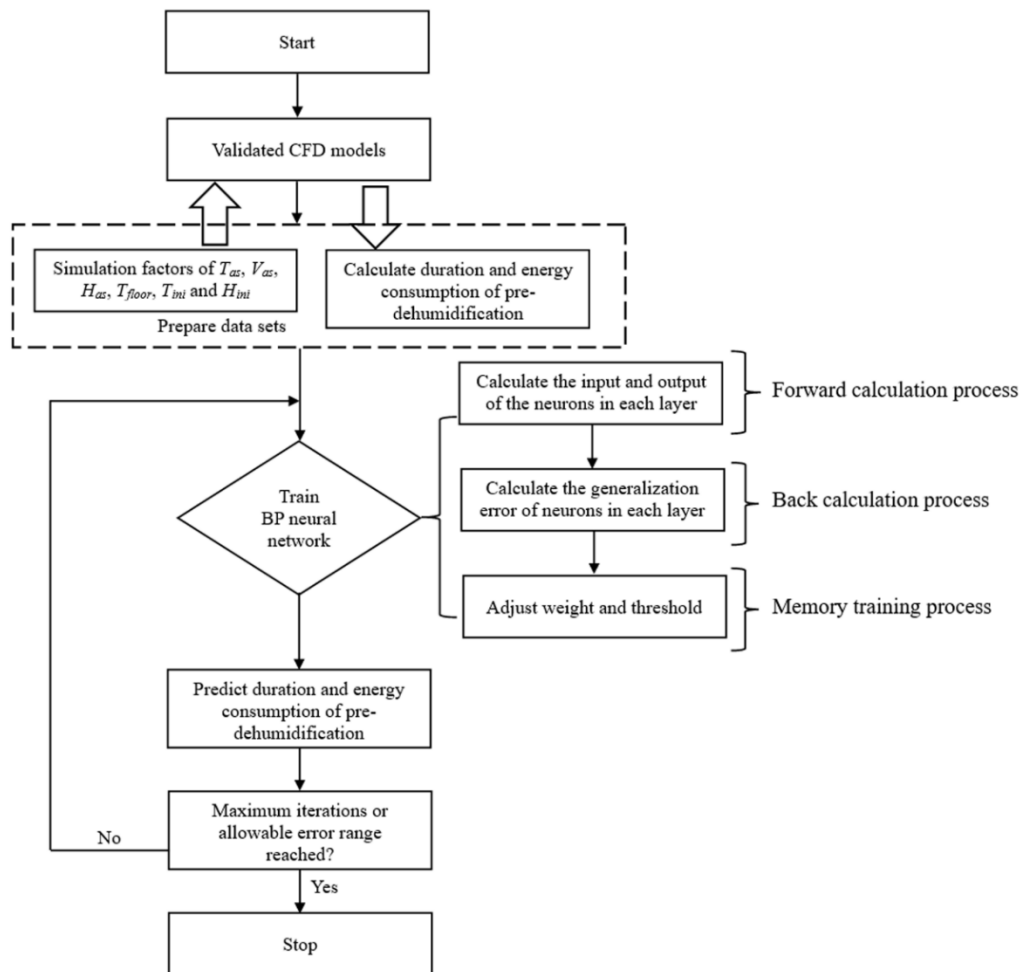 Start
Validated CFD models
Simulation factors of Tas, Vas,
Has, Tfloor, Tini and Hini
Calculate duration and energy
consumption of pre-
dehumidification
Prepare data sets
Calculate the input and output
of the neurons in each layer
Forward calculation process
Train
BP neural
network
Calculate the generalization
error of neurons in each layer
Back calculation process
Adjust weight and threshold
Memory training process
Predict duration and energy
consumption of pre-
dehumidification
Maximum iterations or
allowable error range
reached?
No
Yes
Stop